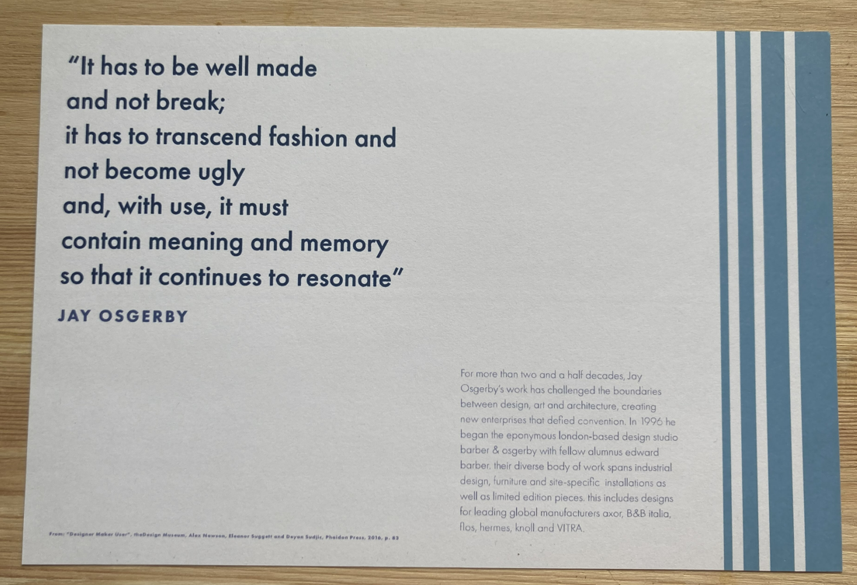 “It has to be well made
and not break;
it has to transcend fashion and
not become ugly
and, with use, it must
contain meaning and memory
so that it continues to resonate”
JAY OSGERBY
For more than two and a half decades, Jay
Osgerby's work has challenged the boundaries
between design, art and architecture, creating
new enterprises that defied convention. In 1996 he
began the eponymous london-based design studio
barber & osgerby with fellow alumnus edward
barber. their diverse body of work spans industrial
design, furniture and site-specific installations as
well as limited edition pieces. this includes designs
for leading global manufacturers axor, B&B italia,
flos, hermes, knoll and VITRA.
From: "Designer Maker User", theDesign Museum, Alex Newson, Eleanor Suggett and Deyan Sudjic, Phaidon Press, 2016, p. 83